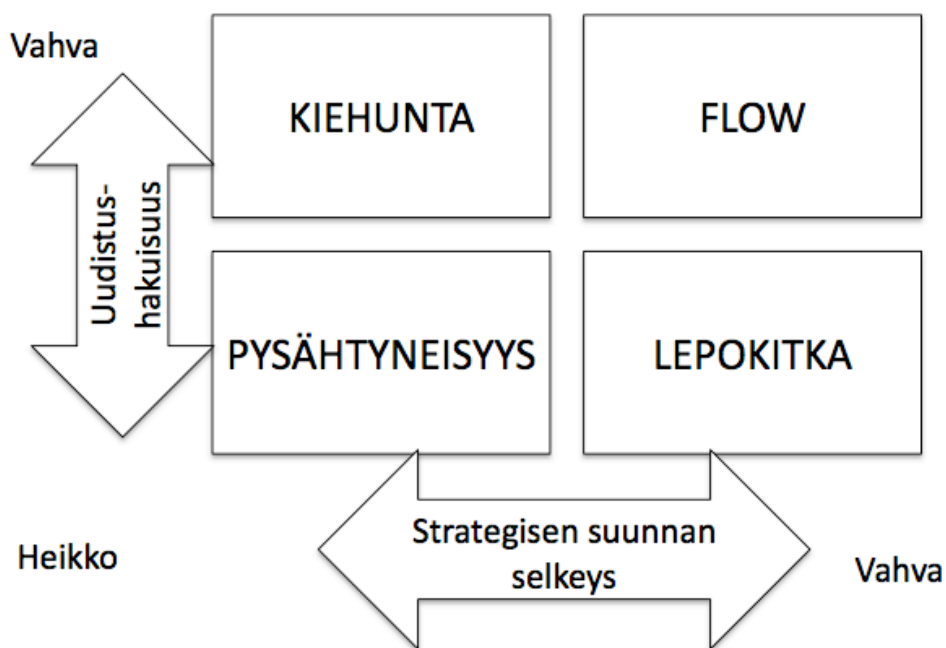 Vahva
KIEHUNTA
FLOW
Uudistus-
hakuisuus
PYSÄHTYNEISYYS
LEPOKITKA
Strategisen suunnan
selkeys
Heikko
Vahva